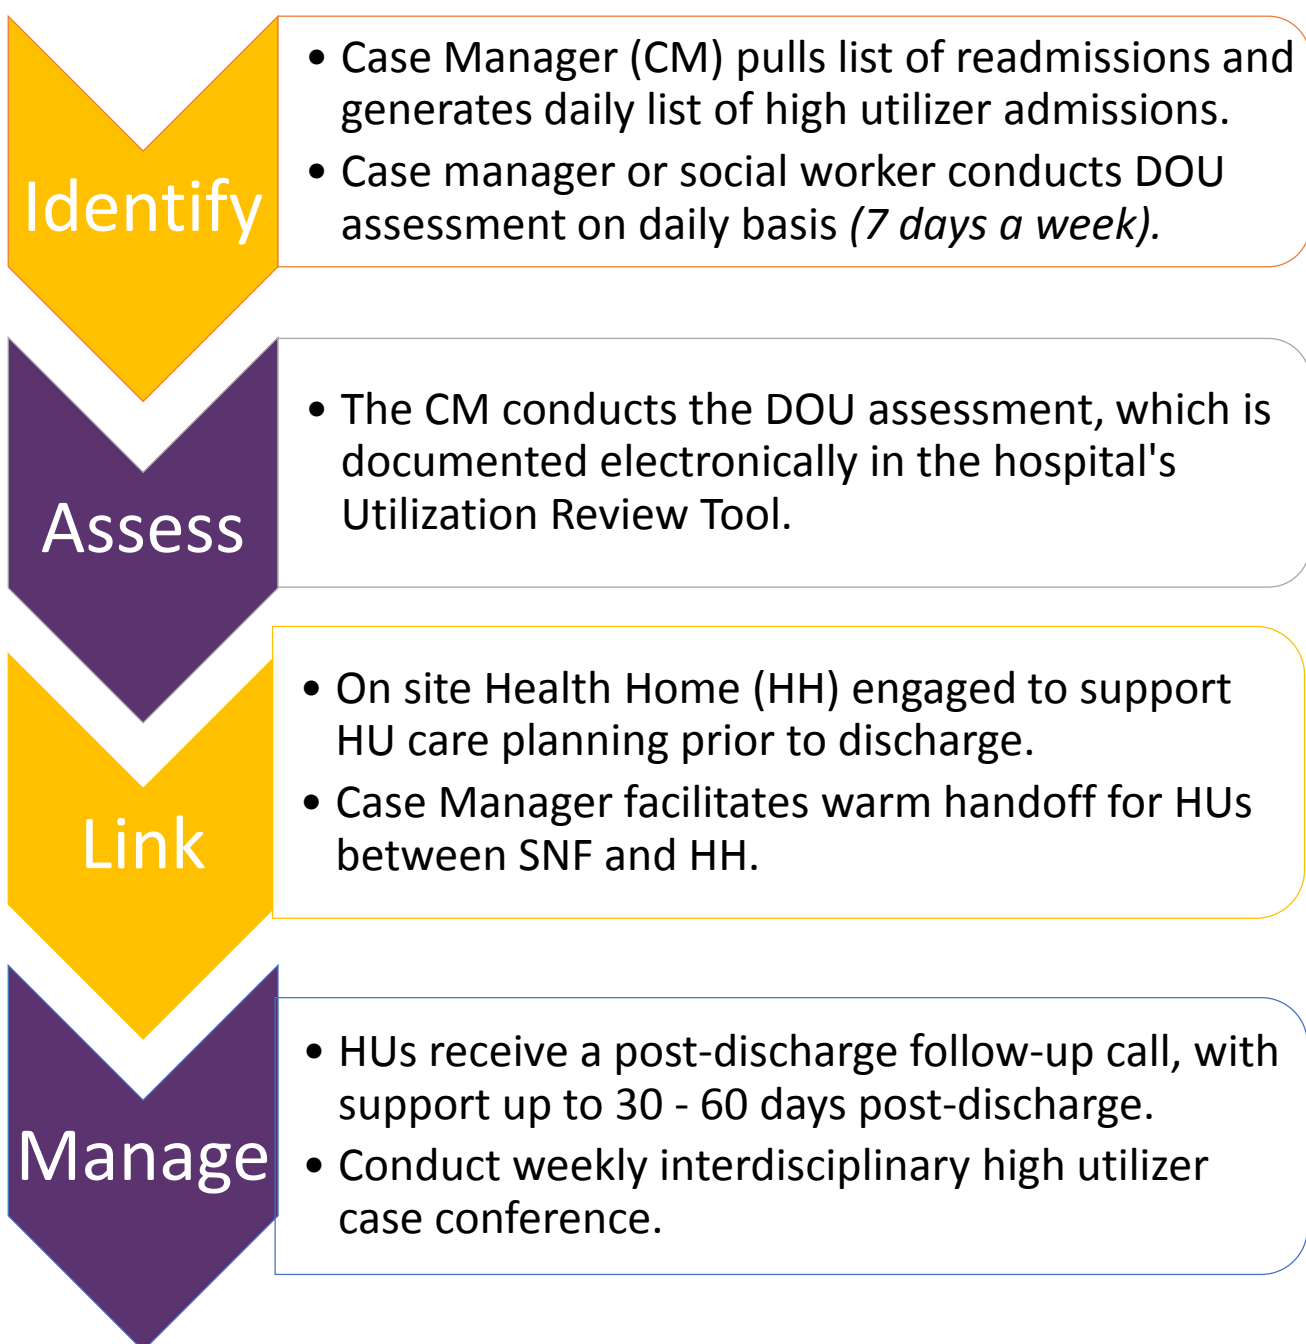 Identify
• Case Manager (CM) pulls list of readmissions and
generates daily list of high utilizer admissions.
• Case manager or social worker conducts DOU
assessment on daily basis (7 days a week).
Assess
• The CM conducts the DOU assessment, which is
documented electronically in the hospital's
Utilization Review Tool.
Link
• On site Health Home (HH) engaged to support
HU care planning prior to discharge.
• Case Manager facilitates warm handoff for HUs
between SNF and HH.
Manage
• HUs receive a post-discharge follow-up call, with
support up to 30 - 60 days post-discharge.
• Conduct weekly interdisciplinary high utilizer
case conference.